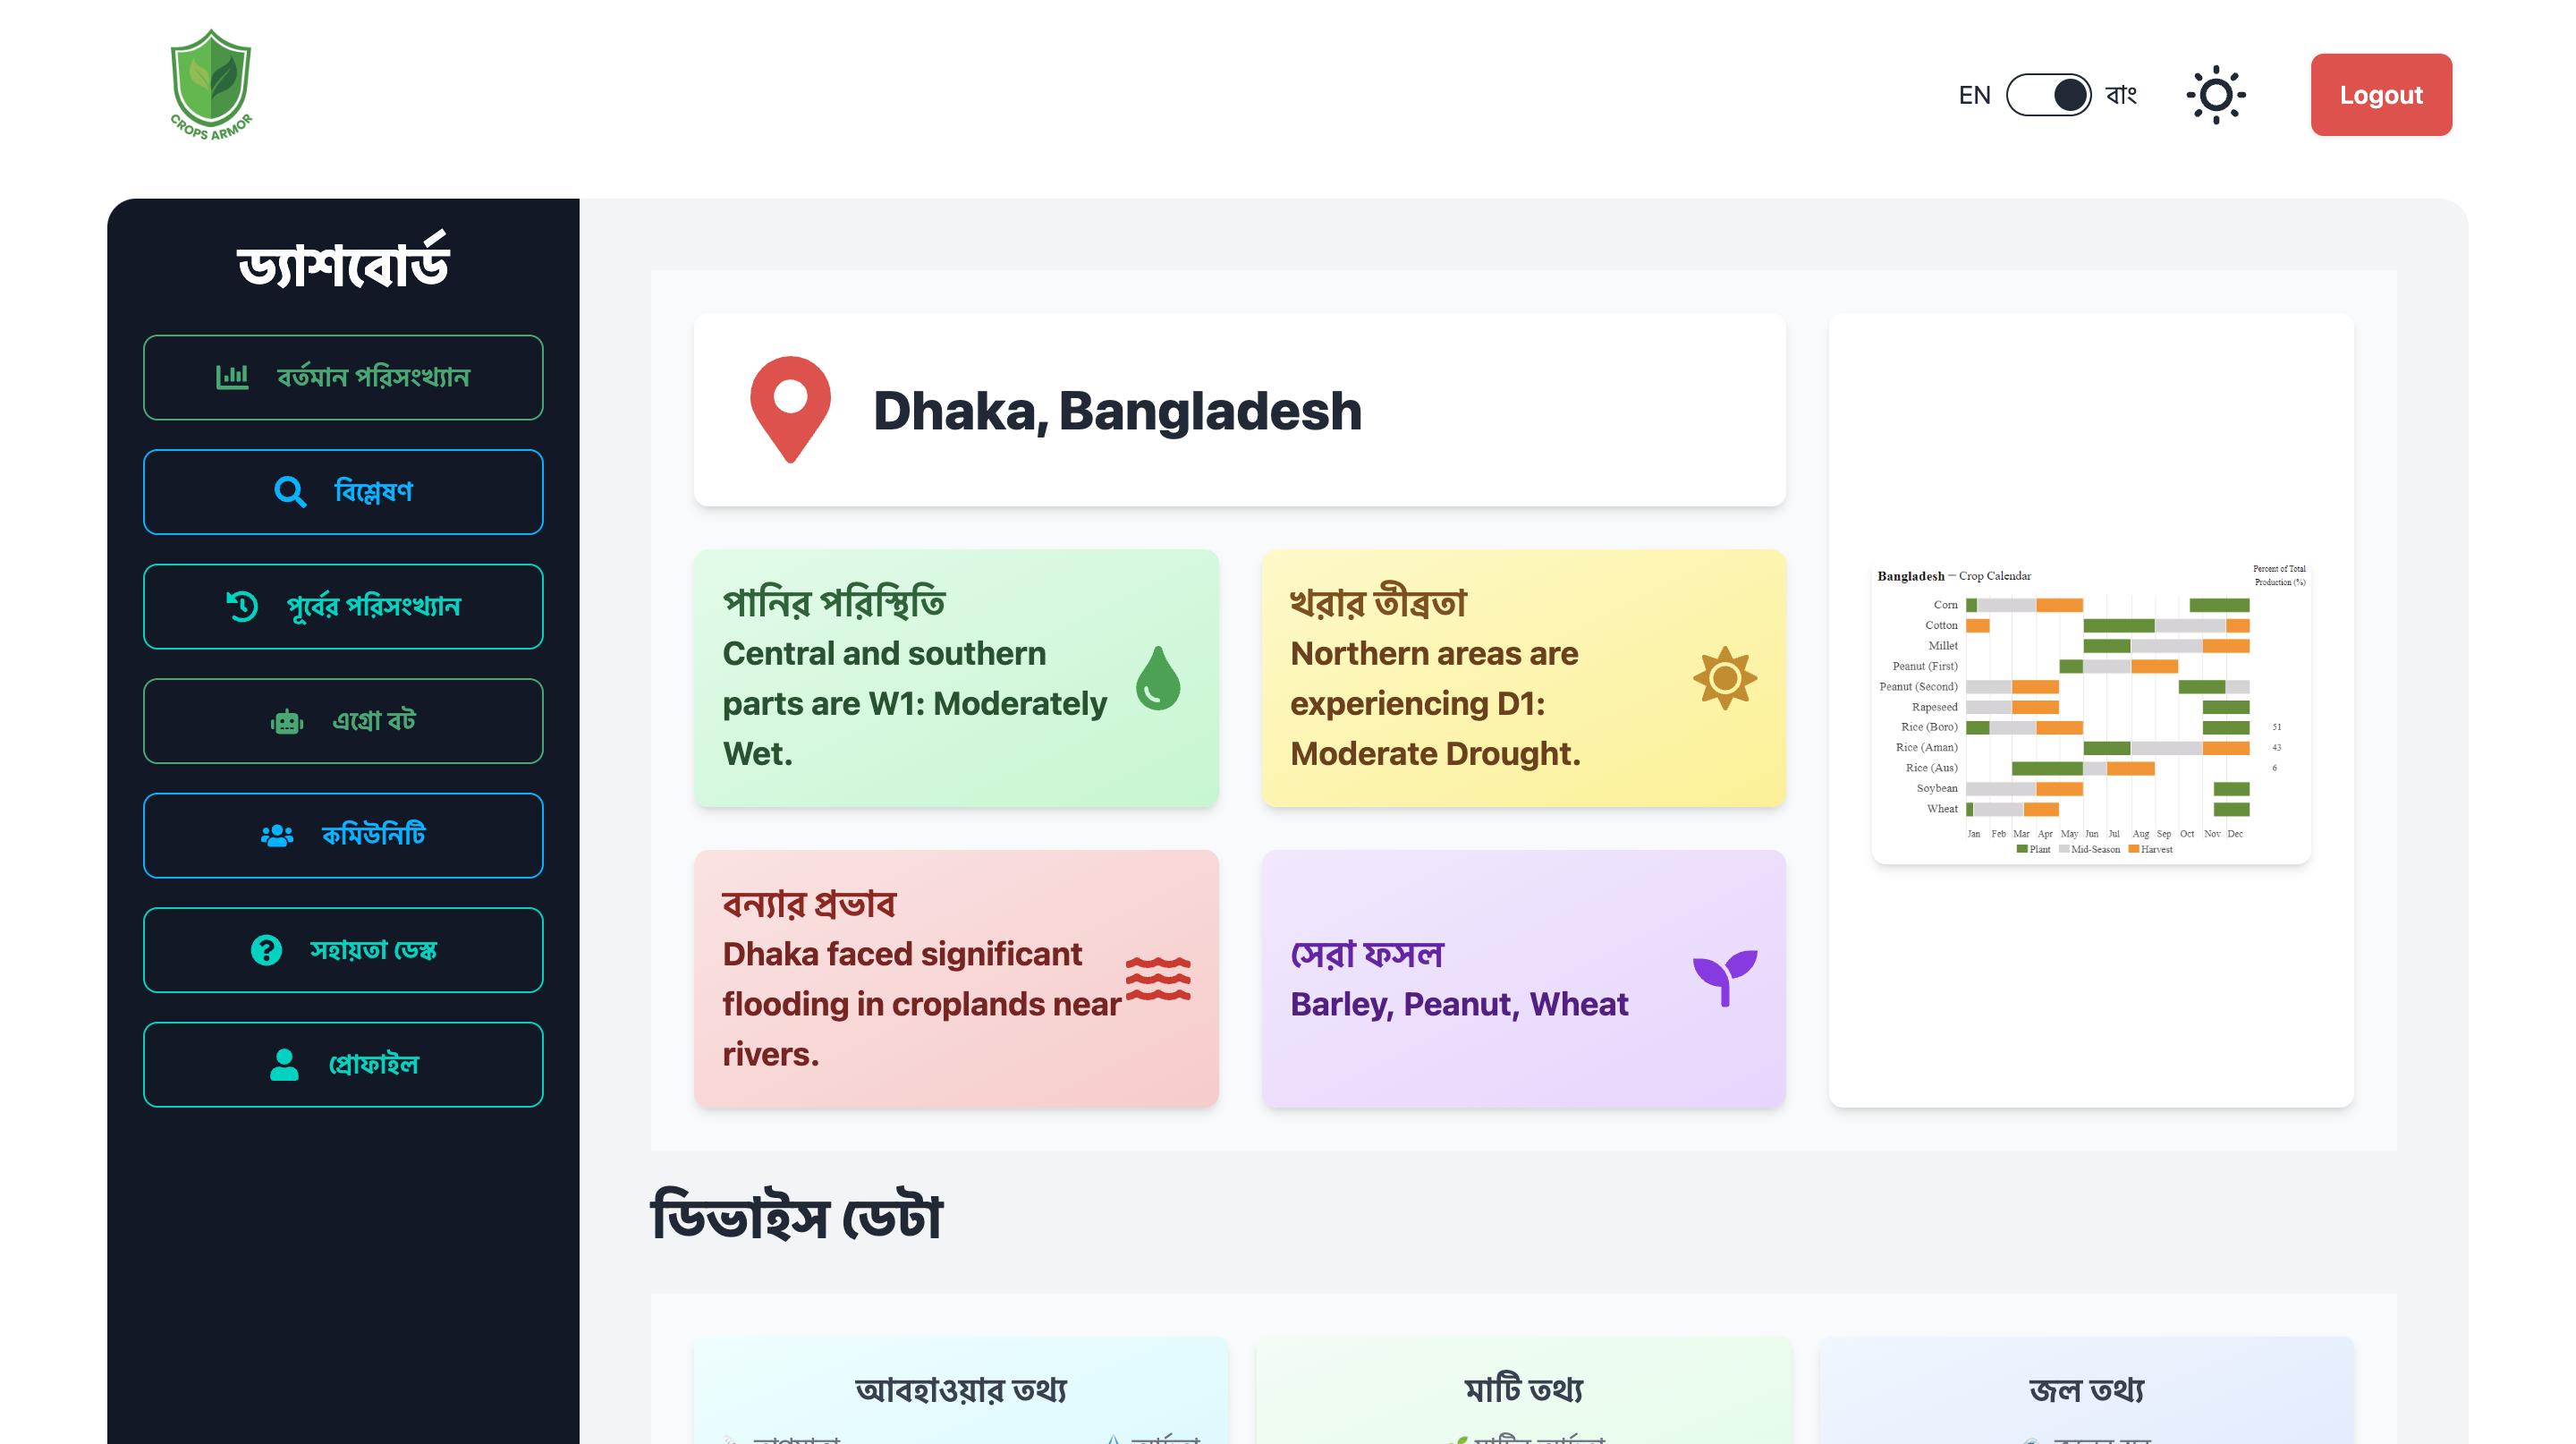 CROPS ARMOR
EN
বাং
Logout
ড্যাশবোর্ড
বর্তমান পরিসংখ্যান
বিশ্লেষণ
পূর্বের পরিসংখ্যান
এগ্রো বট
কমিউনিটি
সহায়তা ডেস্ক
প্রোফাইল
Dhaka, Bangladesh
পানির পরিস্থিতি
Central and southern
parts are W1: Moderately
Wet.
খরার তীব্রতা
Northern areas are
experiencing D1:
Moderate Drought.
বন্যার প্রভাব
Dhaka faced significant
flooding in croplands near
rivers.
সেরা ফসল
Barley, Peanut, Wheat
Bangladesh — Crop Calendar
Percent of Total
Production (%)
Corn
Cotton
Millet
Peanut (First)
Peanut (Second)
Rapeseed
Rice (Boro) 51
Rice (Aman) 43
Rice (Aus) 6
Soybean
Wheat
Jan Feb Mar Apr May Jun Jul Aug Sep Oct Nov Dec
Plant Mid-Season Harvest
ডিভাইস ডেটা
আবহাওয়ার তথ্য
মাটি তথ্য
জল তথ্য